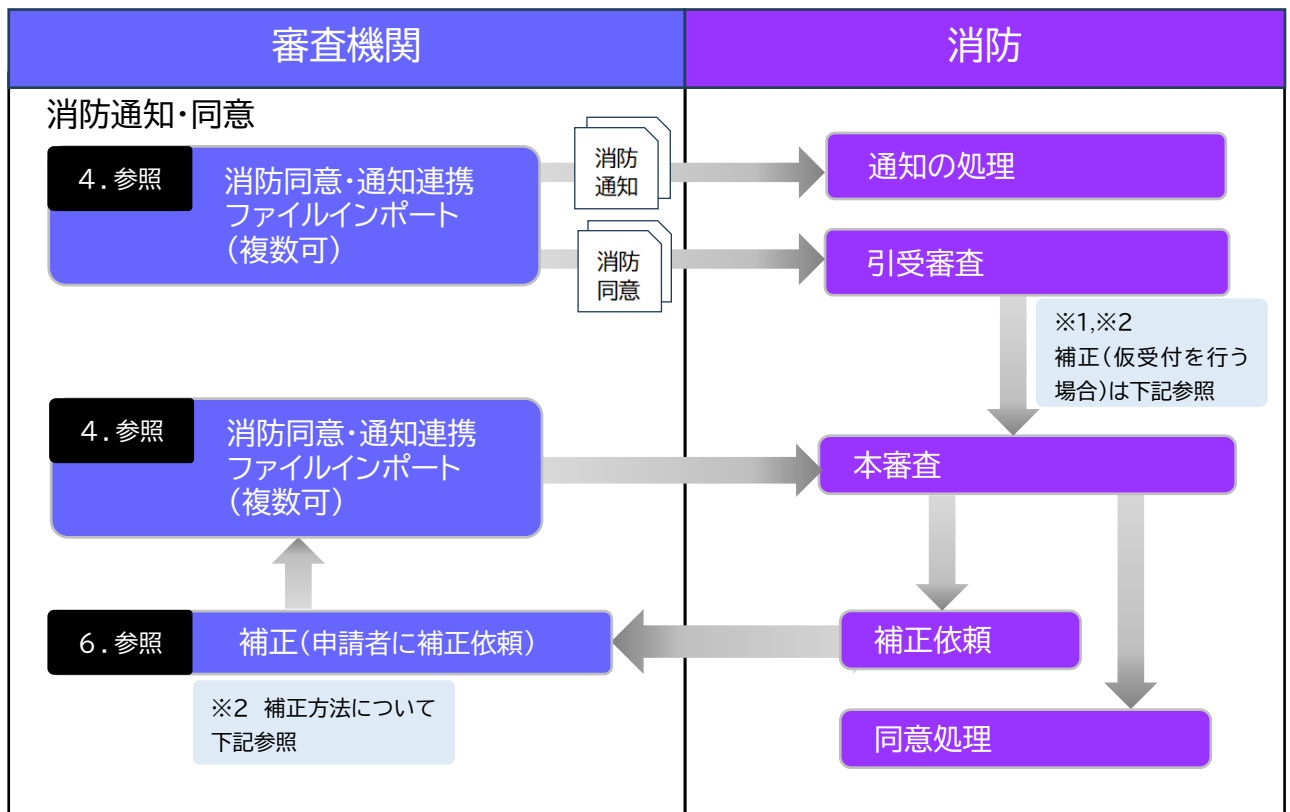 審査機関
消防
消防通知・同意
4．参照
消防同意・通知連携
ファイルインポート
（複数可）
消防
通知
消防
同意
通知の処理
引受審査
※1,※2
補正（仮受付を行う
場合）は下記参照
4．参照
消防同意・通知連携
ファイルインポート
（複数可）
本審査
6．参照
補正（申請者に補正依頼）
補正依頼
※2　補正方法について
下記参照
同意処理